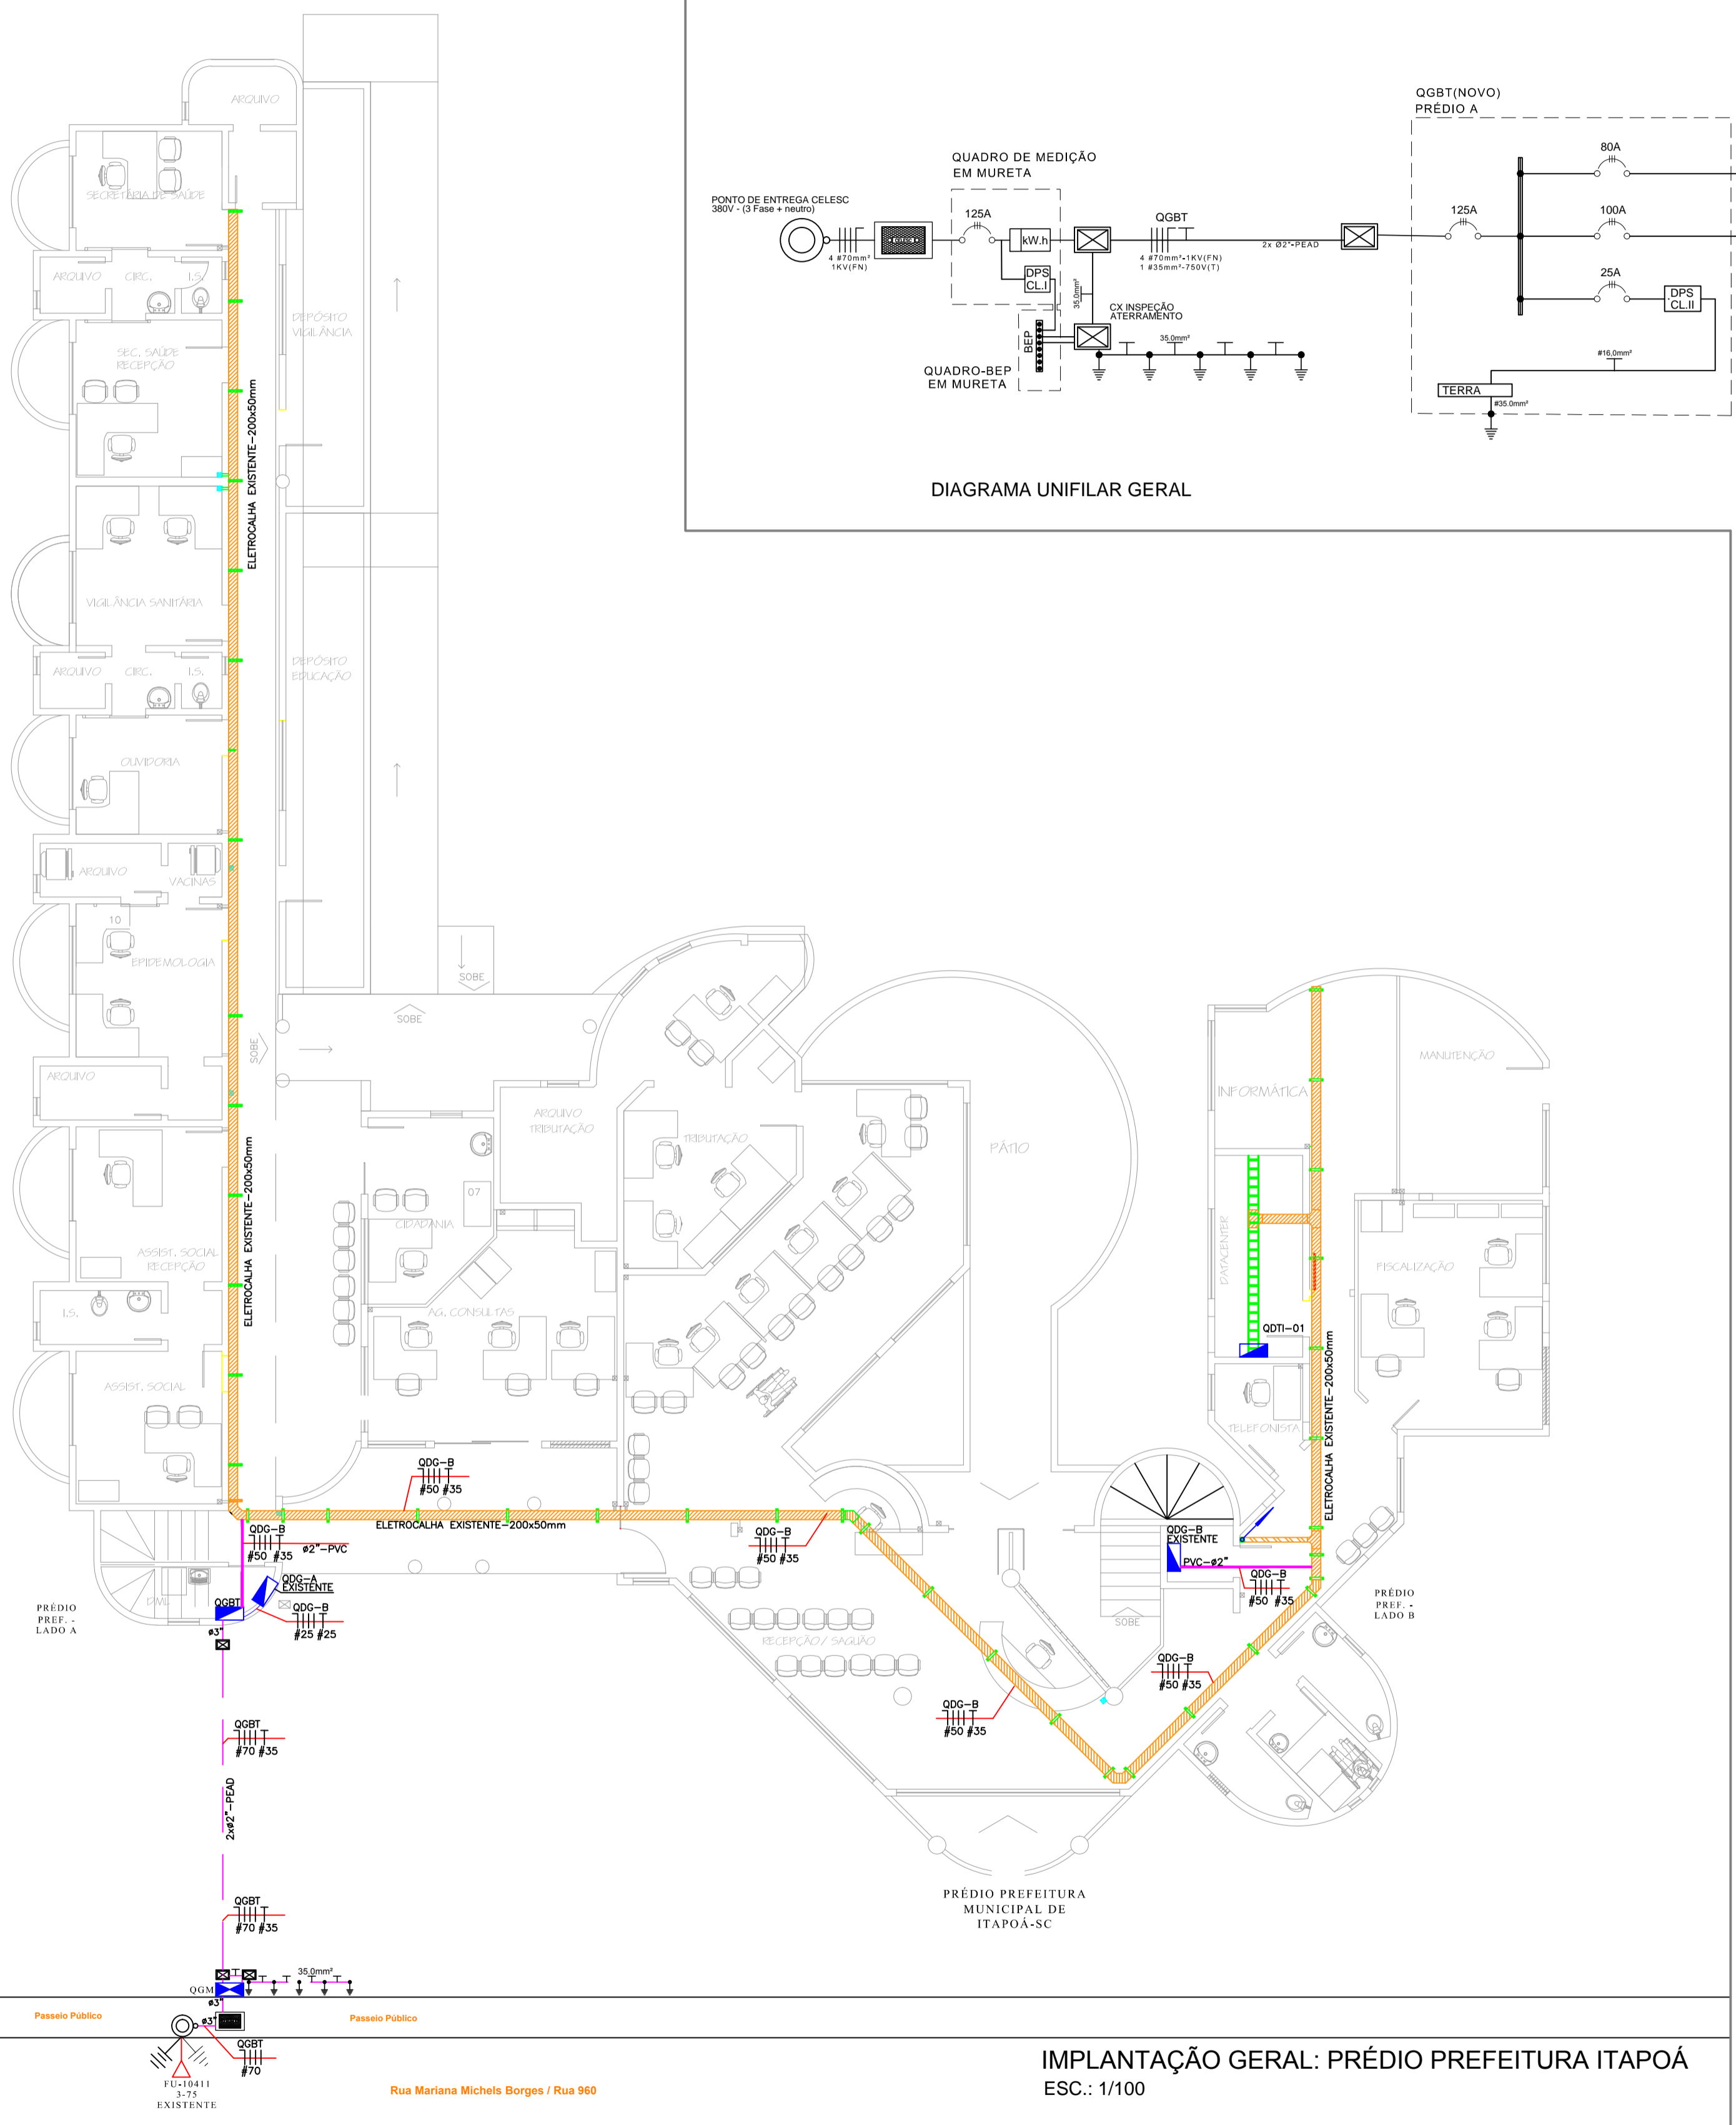 QGBT(NOVO)
PRÉDIO A
80A
125A
100A
25A
DPS
CL.II
#16,0mm²
TERRA
#35.0mm²
QUADRO DE MEDIÇÃO
EM MURETA
PONTO DE ENTREGA CELESC
380V - (3 Fase + neutro)
4 #70mm²
1KV(FN)
CELESC
125A
kW.h
DPS
CL.I
QGBT
4 #70mm²-1KV(FN)
1 #35mm²-750V(T)
2x Ø2"-PEAD
35.0mm²
CX INSPEÇÃO
ATERRAMENTO
35.0mm²
BEP
QUADRO-BEP
EM MURETA
DIAGRAMA UNIFILAR GERAL
ARQUIVO
SECRETÁRIA DE SAÚDE
ARQUIVO
CIRC.
I.S.
DEPÓSITO
VIGILÂNCIA
SEC. SAÚDE
RECEPÇÃO
ELETROCALHA EXISTENTE-200x50mm
VIGILÂNCIA SANITÁRIA
ARQUIVO
CIRC.
I.S.
DEPÓSITO
EDUCAÇÃO
OUVIDORIA
ARQUIVO
VACINAS
10
EPIDEMOLOGIA
SOBE
SOBE
SOBE
ARQUIVO
ELETROCALHA EXISTENTE-200x50mm
ASSIST. SOCIAL
RECEPÇÃO
I.S.
ASSIST. SOCIAL
ARQUIVO
TRIBUTAÇÃO
TRIBUTAÇÃO
07
CIDADANIA
AG. CONSULTAS
PÁTIO
INFORMÁTICA
MANUTENÇÃO
DATACENTER
FISCALIZAÇÃO
QDTI-01
TELEFONISTA
ELETROCALHA EXISTENTE-200x50mm
QDG-B
#50 #35
ELETROCALHA EXISTENTE-200x50mm
QDG-B
#50 #35
ø2"-PVC
QDG-B
#50 #35
QDG-A
EXISTENTE
QDG-B
#25 #25
DML
QGBT
ø3"
PRÉDIO
PREF. -
LADO A
QDG-B
EXISTENTE
PVC-ø2"
QDG-B
#50 #35
PRÉDIO
PREF. -
LADO B
SOBE
RECEPÇÃO/ SAGUÃO
QDG-B
#50 #35
QDG-B
#50 #35
QGBT
#70 #35
2xø2"-PEAD
QGBT
#70 #35
PRÉDIO PREFEITURA
MUNICIPAL DE
ITAPOÁ-SC
35.0mm²
QGM
ø3"
ø3"
Passeio Público
Passeio Público
QGBT
#70
FU-10411
3-75
EXISTENTE
Rua Mariana Michels Borges / Rua 960
IMPLANTAÇÃO GERAL: PRÉDIO PREFEITURA ITAPOÁ
ESC.: 1/100